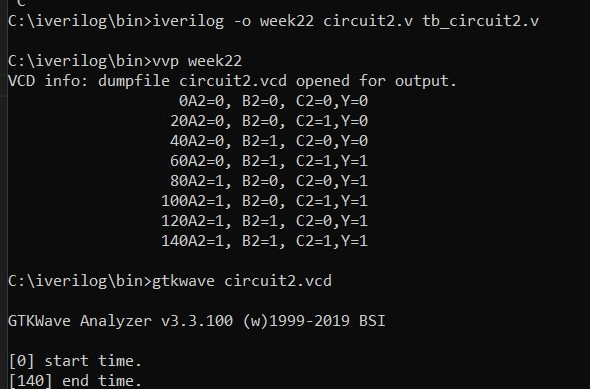 C:\iverilog\bin>iverilog -o week22 circuit2.v tb_circuit2.v
C:\iverilog\bin>vvp week22
VCD info: dumpfile circuit2.vcd opened for output.
0A2=0, B2=0, C2=0,Y=0
20A2=0, B2=0, C2=1,Y=0
40A2=0, B2=1, C2=0,Y=0
60A2=0, B2=1, C2=1,Y=1
80A2=1, B2=0, C2=0,Y=1
100A2=1, B2=0, C2=1,Y=1
120A2=1, B2=1, C2=0,Y=1
140A2=1, B2=1, C2=1,Y=1
C:\iverilog\bin>gtkwave circuit2.vcd
GTKWave Analyzer v3.3.100 (w)1999-2019 BSI
[0] start time.
[140] end time.